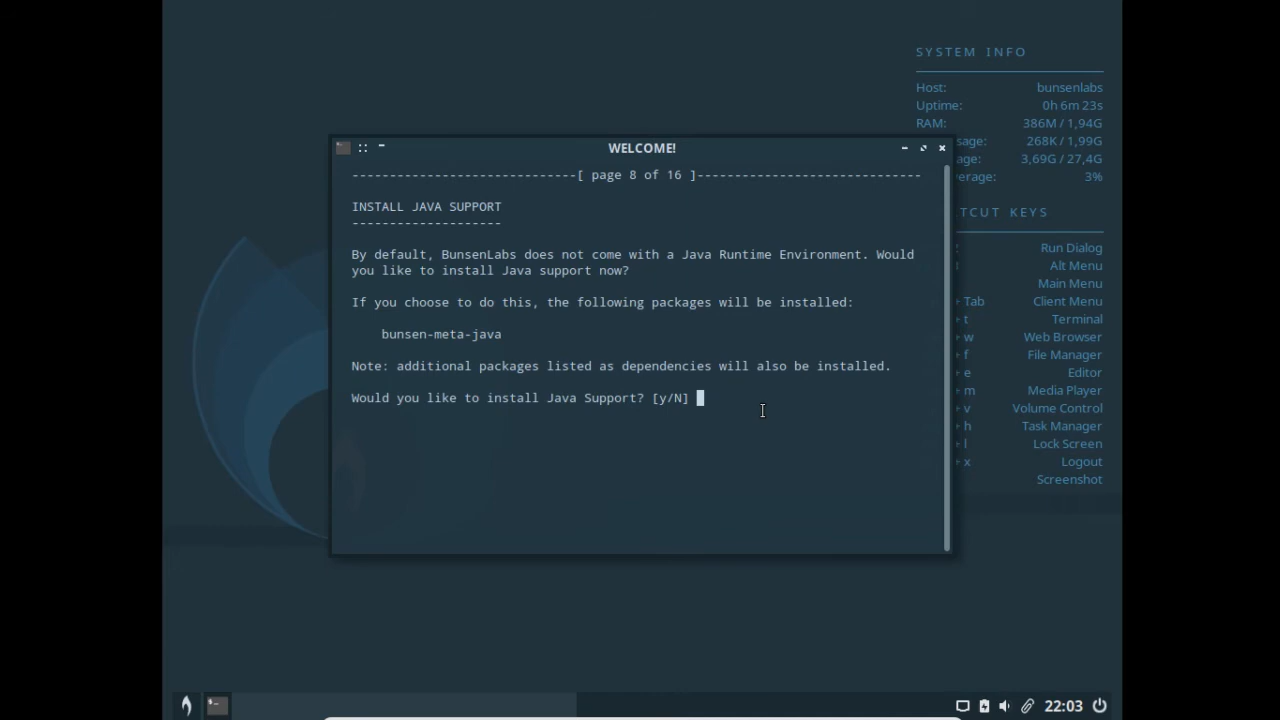 SYSTEM INFO
Host: bunsenlabs
Uptime: 0h 6m 23s
RAM: 386M / 1,94G
sage: 268K / 1,99G
age: 3,69G / 27,4G
verage: 3%
WELCOME!
-----------------------------[ page 8 of 16 ]-----------------------------
INSTALL JAVA SUPPORT
--------------------
By default, BunsenLabs does not come with a Java Runtime Environment. Would
you like to install Java support now?
If you choose to do this, the following packages will be installed:
bunsen-meta-java
Note: additional packages listed as dependencies will also be installed.
Would you like to install Java Support? [y/N]
TCUT KEYS
Run Dialog
Alt Menu
Main Menu
+ Tab Client Menu
+ t Terminal
+ w Web Browser
+ f File Manager
+ e Editor
+ m Media Player
+ v Volume Control
+ h Task Manager
+ l Lock Screen
+ x Logout
Screenshot
22:03